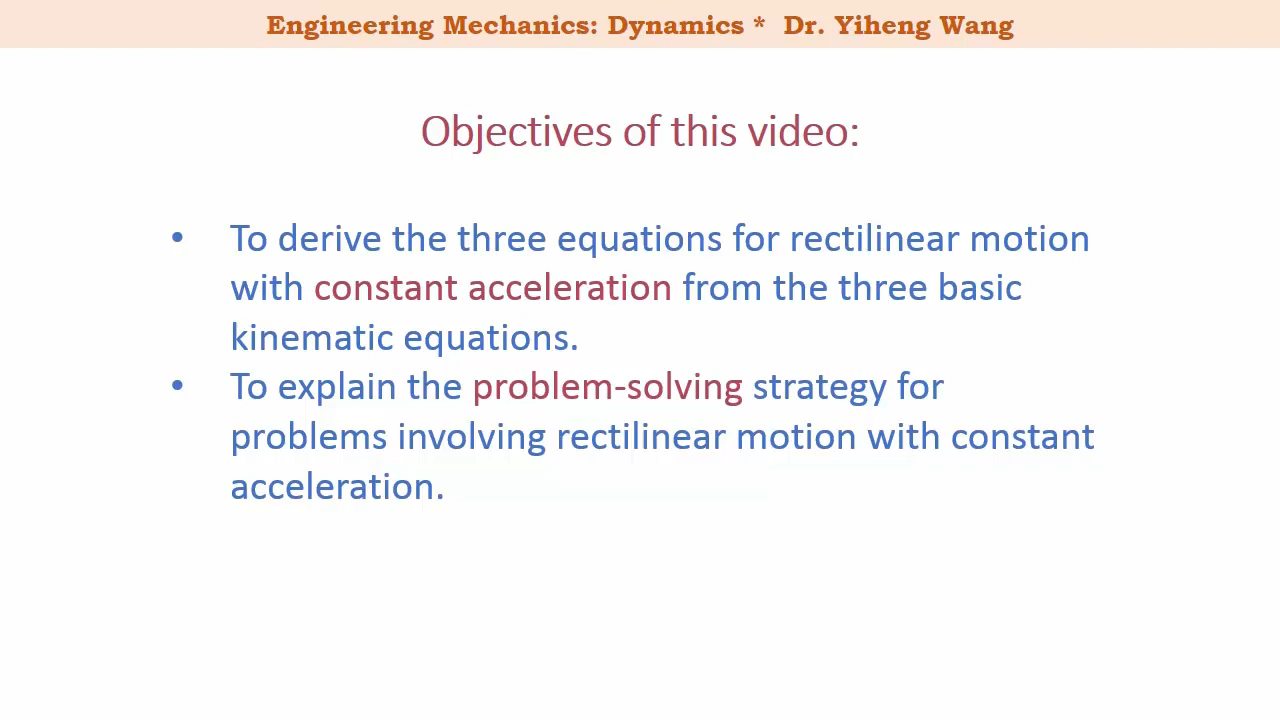 Engineering Mechanics: Dynamics * Dr. Yiheng Wang
Objectives of this video:
• To derive the three equations for rectilinear motion
with constant acceleration from the three basic
kinematic equations.
• To explain the problem-solving strategy for
problems involving rectilinear motion with constant
acceleration.